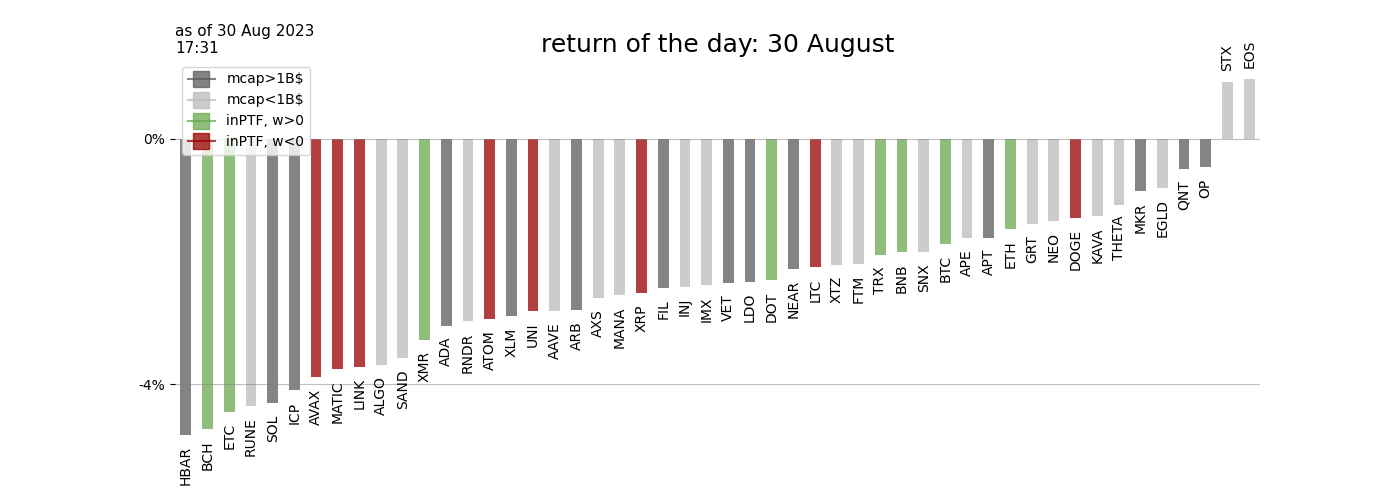 as of 30 Aug 2023
17:31
return of the day: 30 August
mcap>1B$
mcap<1B$
inPTF, w>0
inPTF, w<0
0%
-4%
HBAR
BCH
ETC
RUNE
SOL
ICP
AVAX
MATIC
LINK
ALGO
SAND
XMR
ADA
RNDR
ATOM
XLM
UNI
AAVE
ARB
AXS
MANA
XRP
FIL
INJ
IMX
VET
LDO
DOT
NEAR
LTC
XTZ
FTM
TRX
BNB
SNX
BTC
APE
APT
ETH
GRT
NEO
DOGE
KAVA
THETA
MKR
EGLD
QNT
OP
STX
EOS